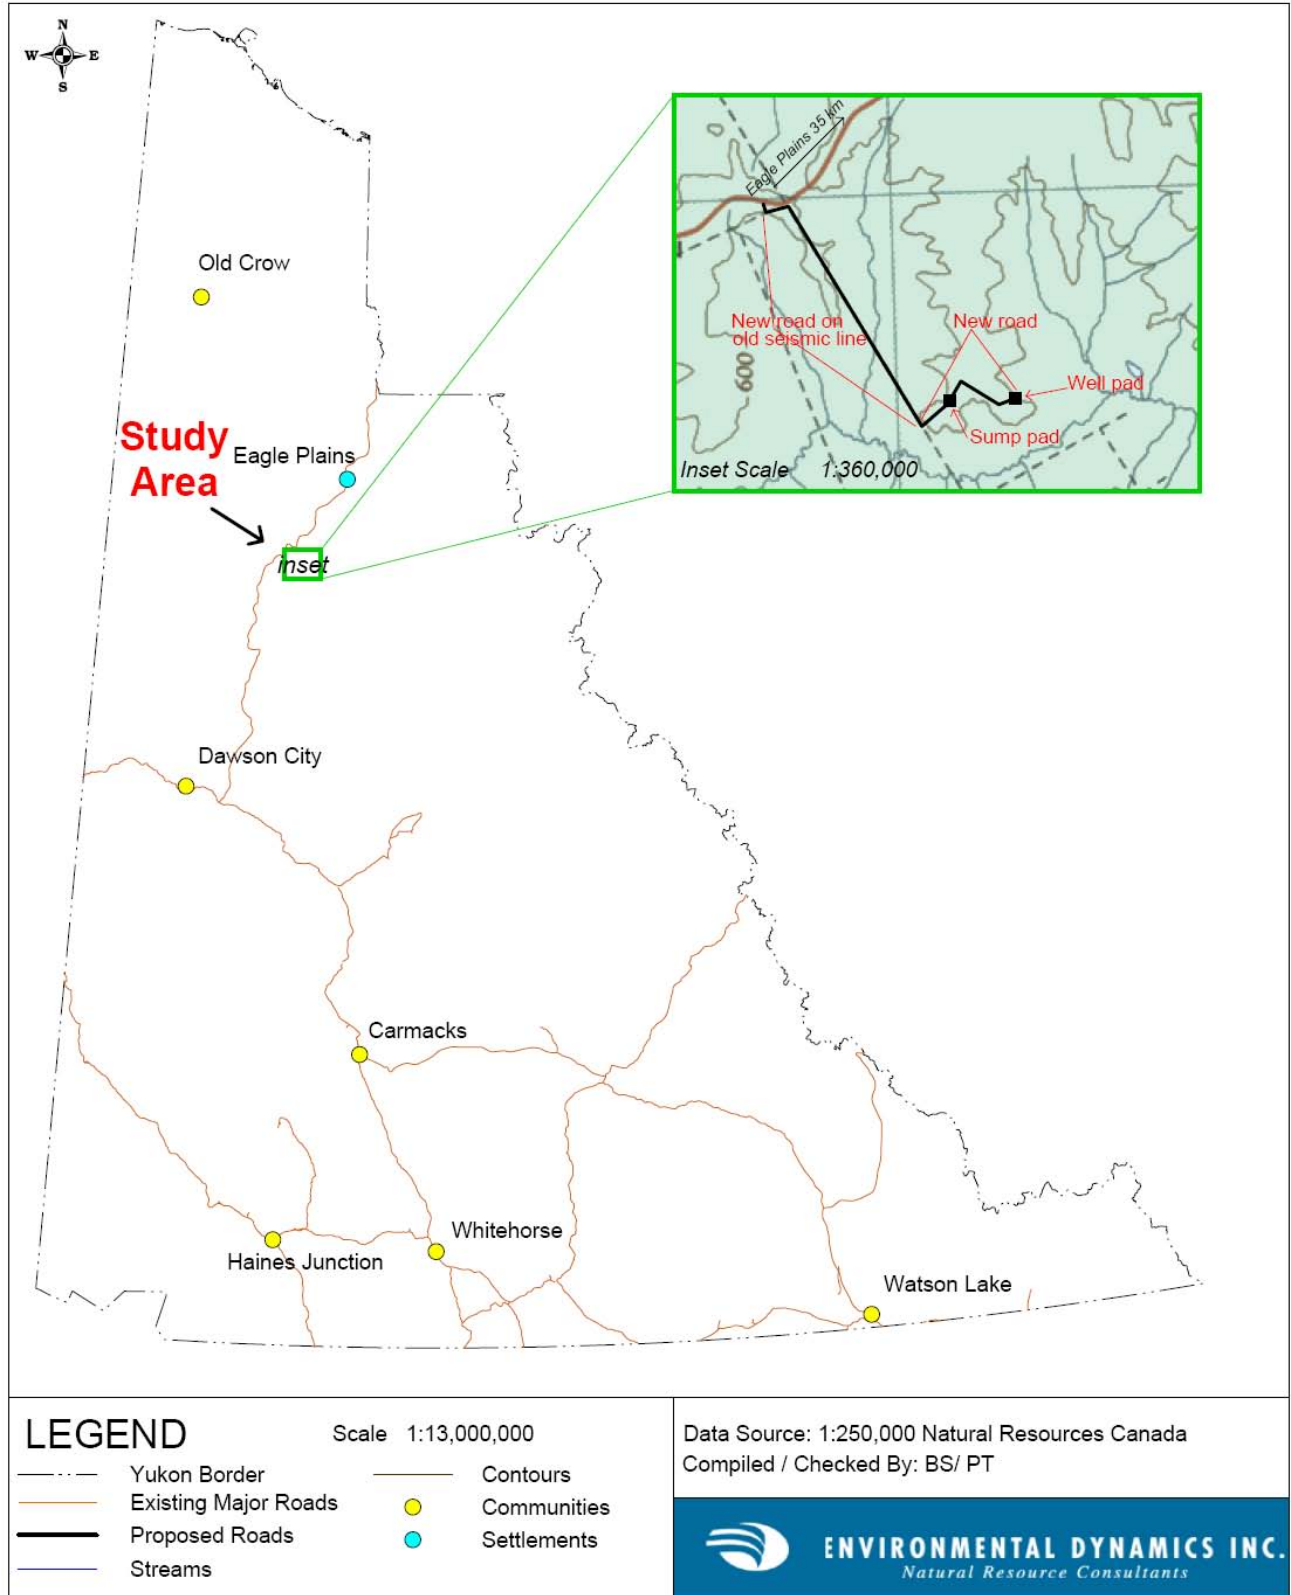 N
W E
S
Eagle Plains 35 km
Old Crow
New road on
old seismic line
New road
600
Well pad
Sump pad
Inset Scale 1:360,000
Study
Area
Eagle Plains
inset
Dawson City
Carmacks
Whitehorse
Haines Junction
Watson Lake
LEGEND
Scale 1:13,000,000
Yukon Border
Existing Major Roads
Proposed Roads
Streams
Contours
Communities
Settlements
Data Source: 1:250,000 Natural Resources Canada
Compiled / Checked By: BS/ PT
ENVIRONMENTAL DYNAMICS INC.
Natural Resource Consultants